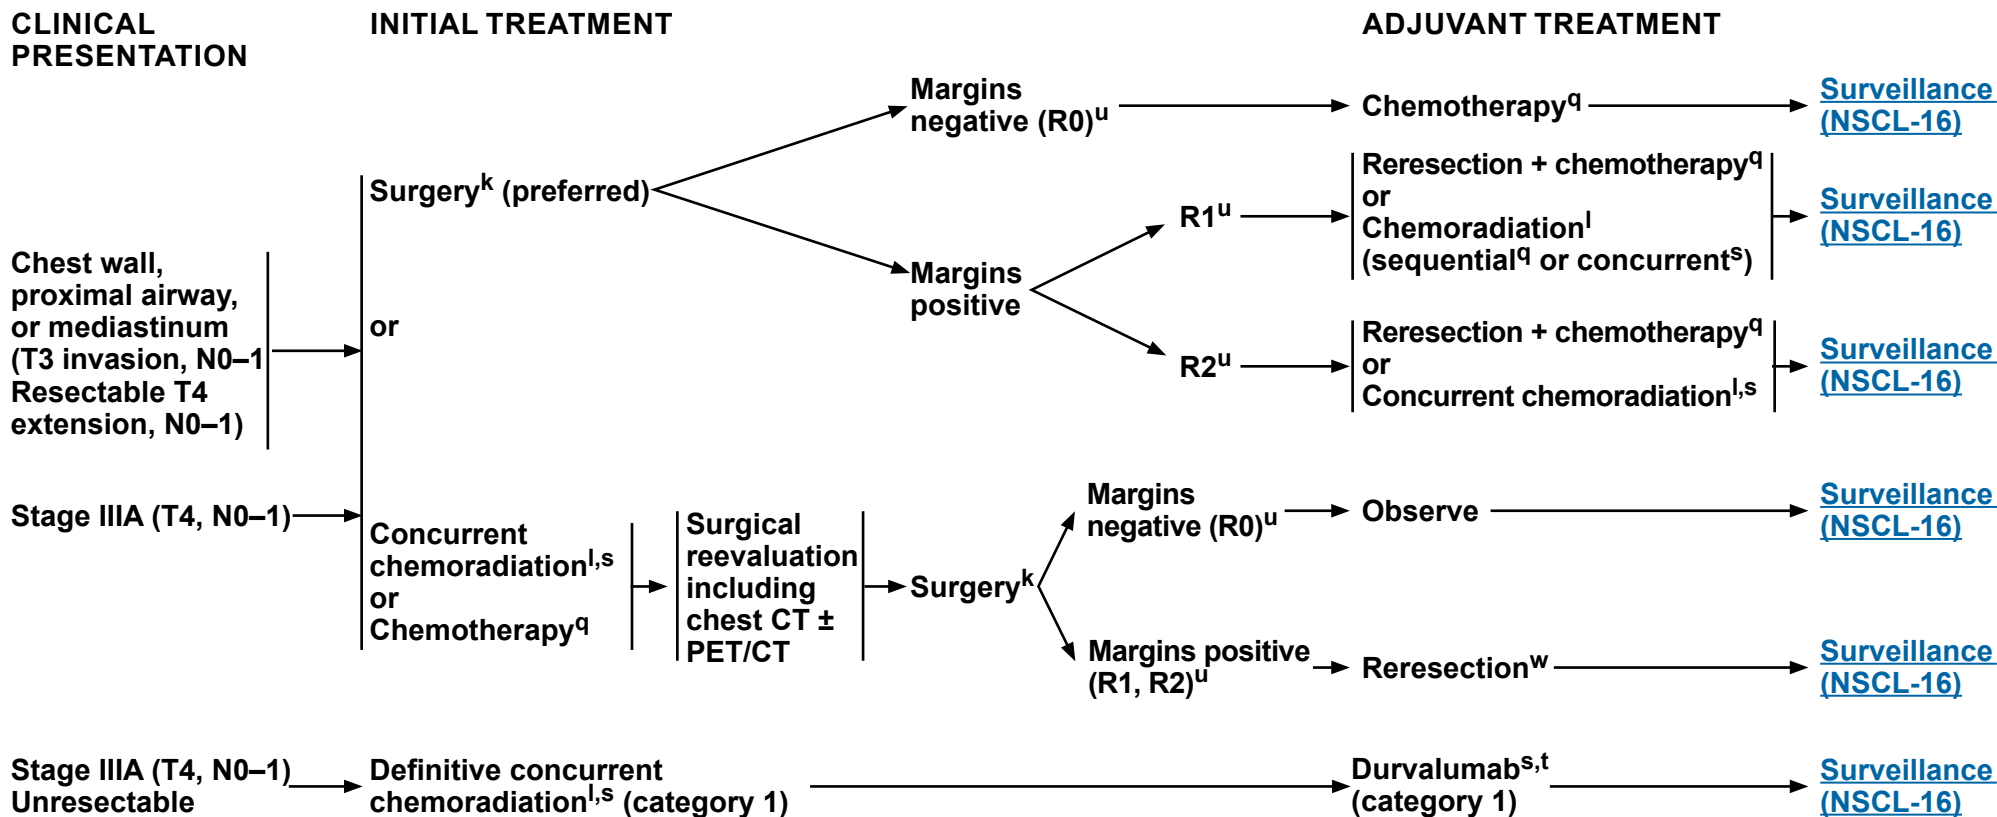 CLINICAL
PRESENTATION
INITIAL TREATMENT
ADJUVANT TREATMENT
Chest wall,
proximal airway,
or mediastinum
(T3 invasion, N0–1
Resectable T4
extension, N0–1)
Stage IIIA (T4, N0–1)
Surgeryᵏ (preferred)
or
Concurrent
chemoradiationˡ,ˢ
or
Chemotherapy^q
Margins
negative (R0)ᵘ
Chemotherapy^q
Surveillance
(NSCL-16)
Margins
positive
R1ᵘ
Reresection + chemotherapy^q
or
Chemoradiationˡ
(sequential^q or concurrentˢ)
Surveillance
(NSCL-16)
R2ᵘ
Reresection + chemotherapy^q
or
Concurrent chemoradiationˡ,ˢ
Surveillance
(NSCL-16)
Surgical
reevaluation
including
chest CT ±
PET/CT
Surgeryᵏ
Margins
negative (R0)ᵘ
Observe
Surveillance
(NSCL-16)
Margins positive
(R1, R2)ᵘ
Reresectionʷ
Surveillance
(NSCL-16)
Stage IIIA (T4, N0–1)
Unresectable
Definitive concurrent
chemoradiationˡ,ˢ (category 1)
Durvalumabˢ,ᵗ
(category 1)
Surveillance
(NSCL-16)